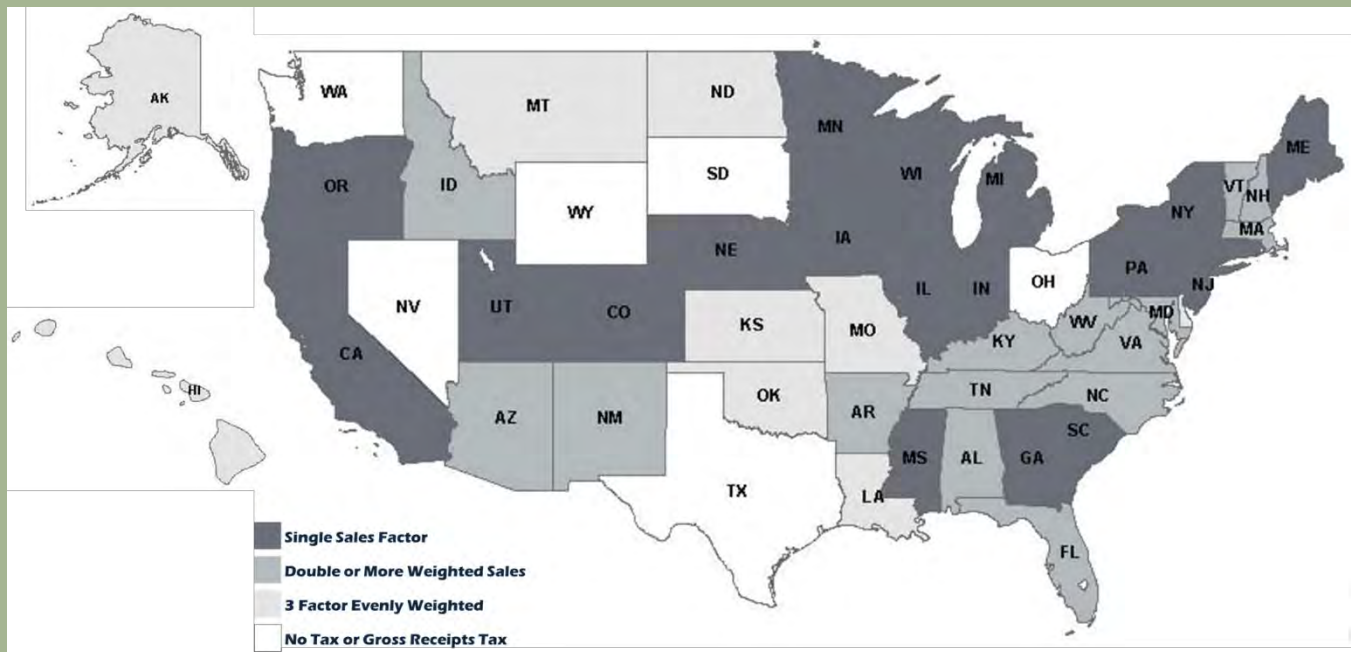 AK
WA
MT
ND
MN
ME
OR
ID
SD
WI
MI
VT
NH
WY
NY
MA
IA
NE
PA
NV
UT
CO
IL
IN
OH
NJ
KS
MO
WV
MD
CA
KY
VA
HI
OK
TN
NC
AZ
NM
AR
SC
MS
AL
GA
TX
LA
FL
Single Sales Factor
Double or More Weighted Sales
3 Factor Evenly Weighted
No Tax or Gross Receipts Tax